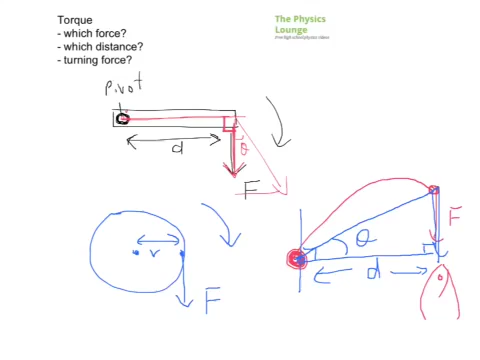 Torque
- which force?
- which distance?
- turning force?
The Physics
Lounge
pivot
d
F
r
F
θ
d
F